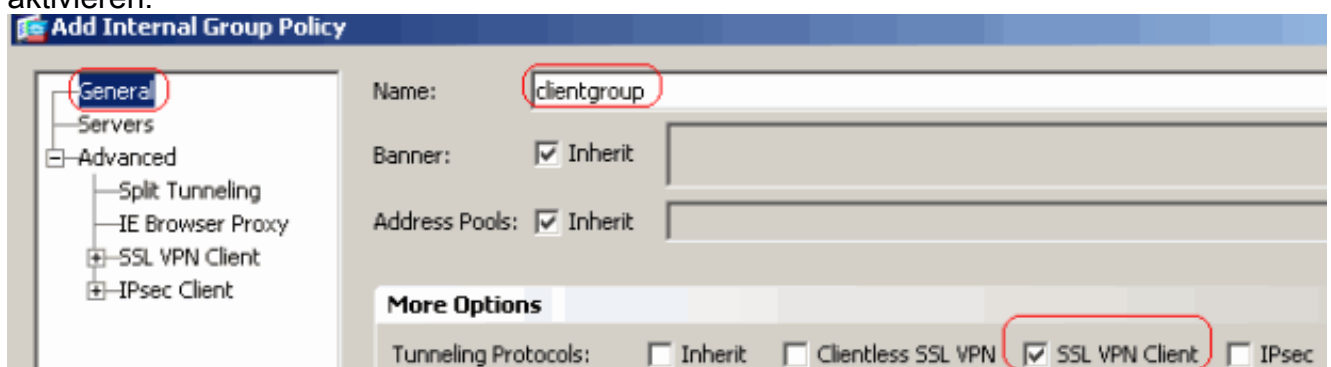 aktivieren.
Add Internal Group Policy
General
Servers
Advanced
Split Tunneling
IE Browser Proxy
SSL VPN Client
IPsec Client
Name: clientgroup
Banner: Inherit
Address Pools: Inherit
More Options
Tunneling Protocols: Inherit Clientless SSL VPN SSL VPN Client IPsec